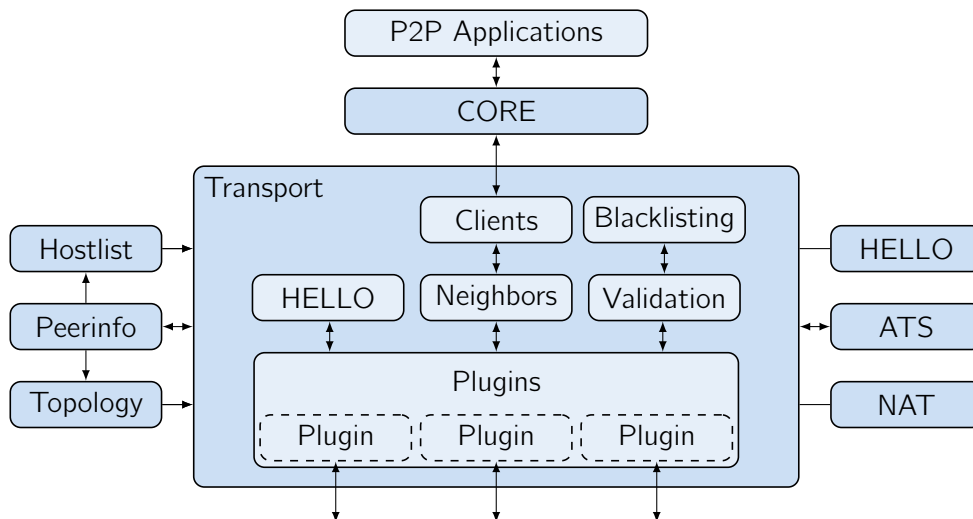 P2P Applications
CORE
Transport
Clients
Blacklisting
Hostlist
HELLO
HELLO
Neighbors
Validation
Peerinfo
ATS
Plugins
Topology
NAT
Plugin
Plugin
Plugin